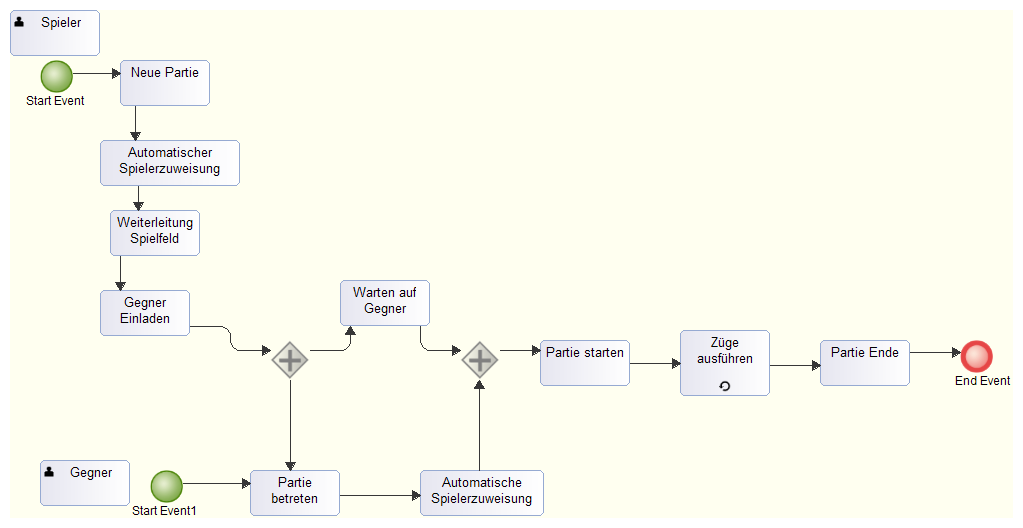 Spieler
Start Event
Neue Partie
Automatischer
Spielerzuweisung
Weiterleitung
Spielfeld
Gegner
Einladen
Warten auf
Gegner
Partie starten
Züge
ausführen
Partie Ende
End Event
Gegner
Start Event1
Partie
betreten
Automatische
Spielerzuweisung